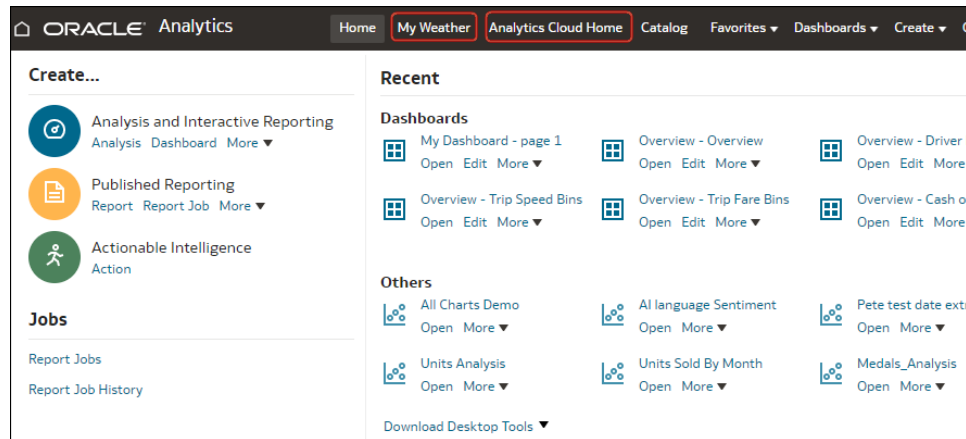 ORACLE Analytics Home My Weather Analytics Cloud Home Catalog Favorites Dashboards Create
Create...
Analysis and Interactive Reporting
Analysis Dashboard More
Published Reporting
Report Report Job More
Actionable Intelligence
Action
Jobs
Report Jobs
Report Job History
Recent
Dashboards
My Dashboard - page 1 Overview - Overview Overview - Driver
Open Edit More Open Edit More Open Edit More
Overview - Trip Speed Bins Overview - Trip Fare Bins Overview - Cash o
Open Edit More Open Edit More Open Edit More
Others
All Charts Demo AI language Sentiment Pete test date ext
Open More Open More Open More
Units Analysis Units Sold By Month Medals_Analysis
Open More Open More Open More
Download Desktop Tools